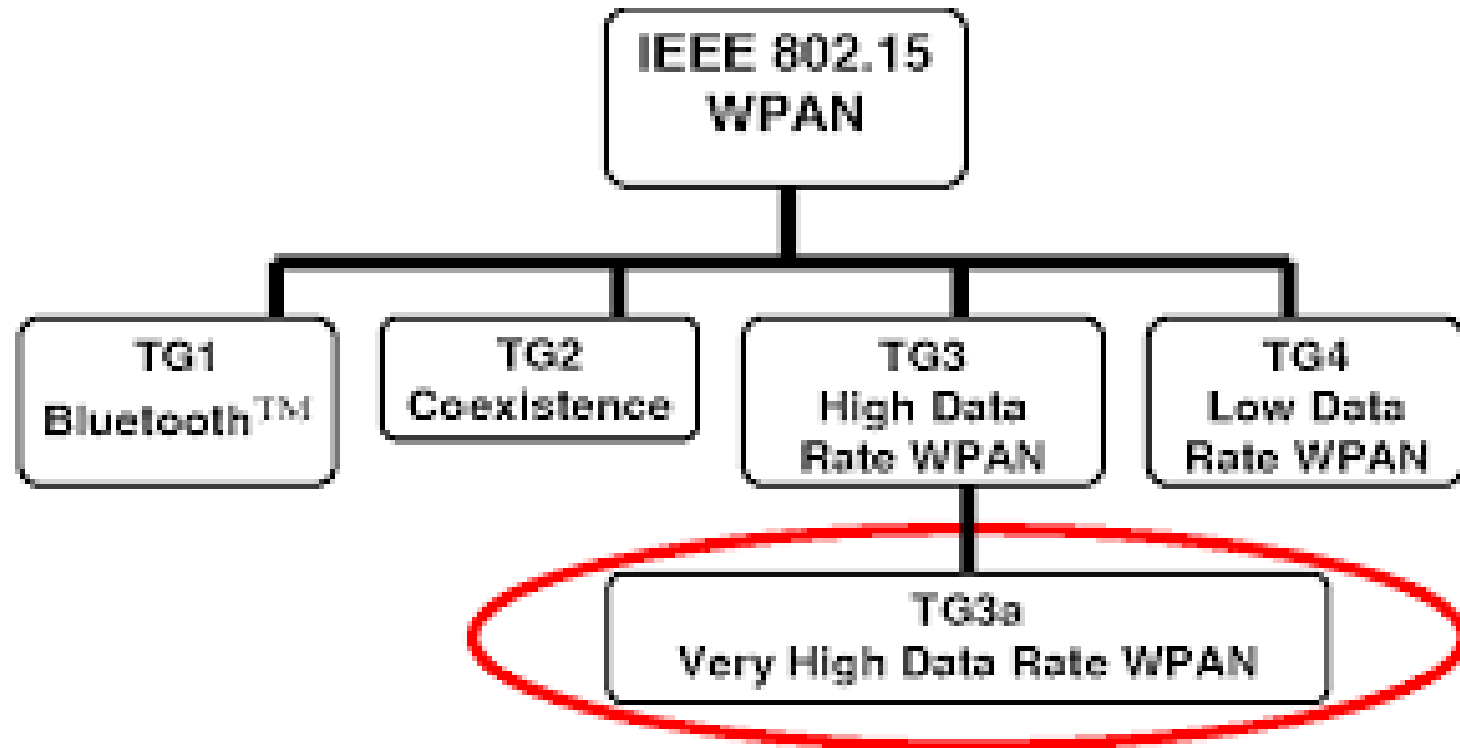 IEEE 802.15
WPAN
TG1
Bluetooth™
TG2
Coexistence
TG3
High Data
Rate WPAN
TG4
Low Data
Rate WPAN
TG3a
Very High Data Rate WPAN